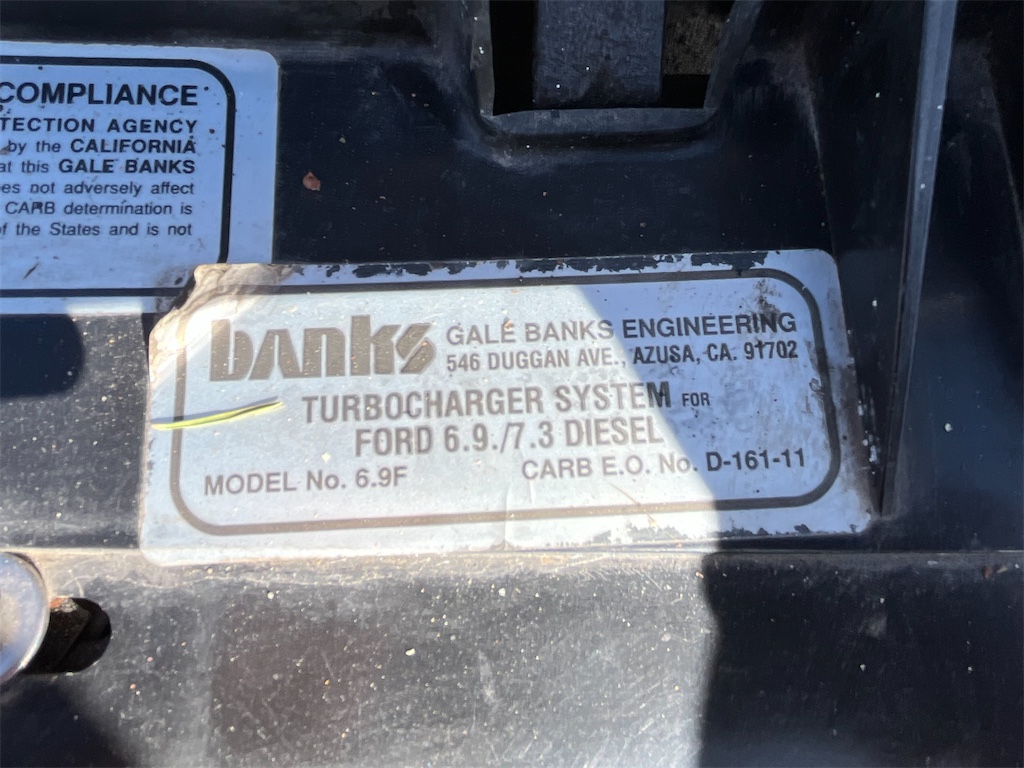 COMPLIANCE
TECTION AGENCY
by the CALIFORNIA
at this GALE BANKS
es not adversely affect
CARB determination is
of the States and is not
banks GALE BANKS ENGINEERING
546 DUGGAN AVE., AZUSA, CA. 91702
TURBOCHARGER SYSTEM FOR
FORD 6.9./7.3 DIESEL
MODEL No. 6.9F CARB E.O. No. D-161-11